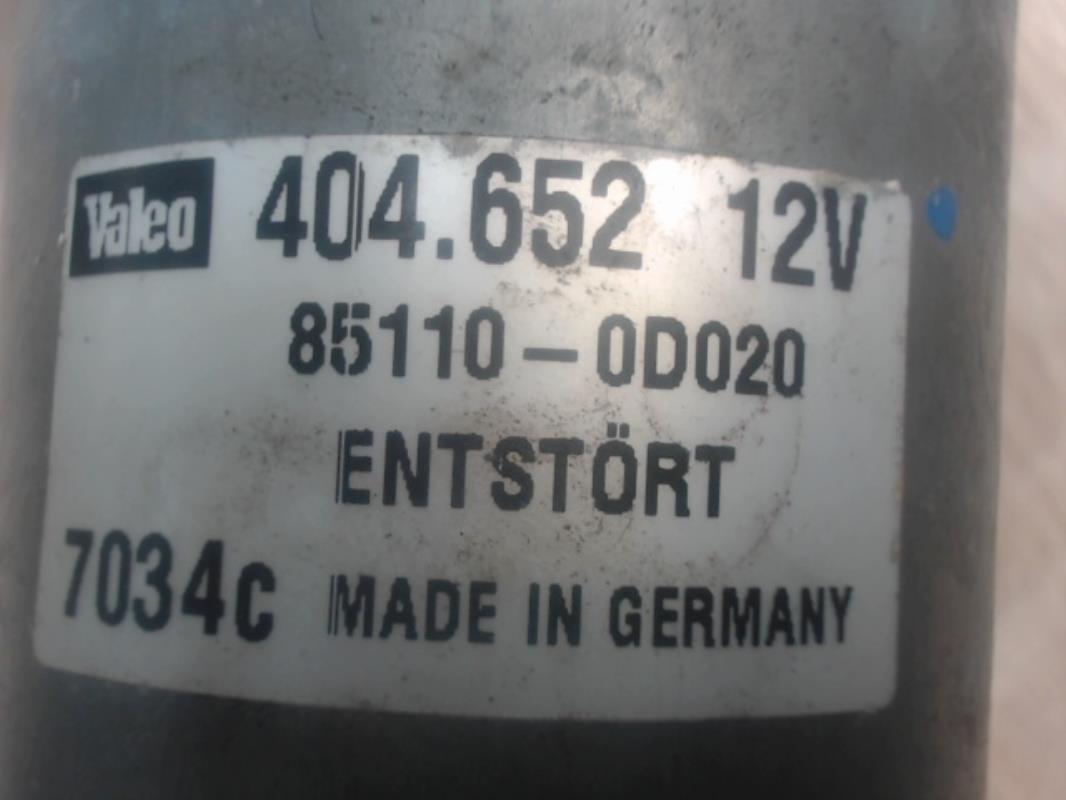 Valeo 404.652 12V
85110-0D020
ENTSTÖRT
7034c MADE IN GERMANY